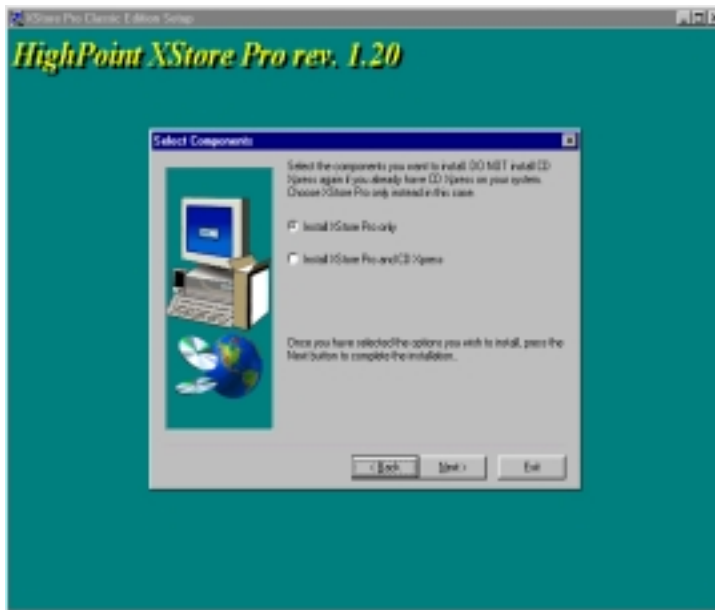 XStore Pro Classic Edition Setup
HighPoint XStore Pro rev. 1.20
Select Components
Select the components you want to install. DO NOT install CD
Xpress again if you already have CD Xpress on your system.
Choose XStore Pro only instead in this case.
Install XStore Pro only
Install XStore Pro and CD Xpress
Once you have selected the options you wish to install, press the
Next button to complete the installation..
< Back
Next >
Exit